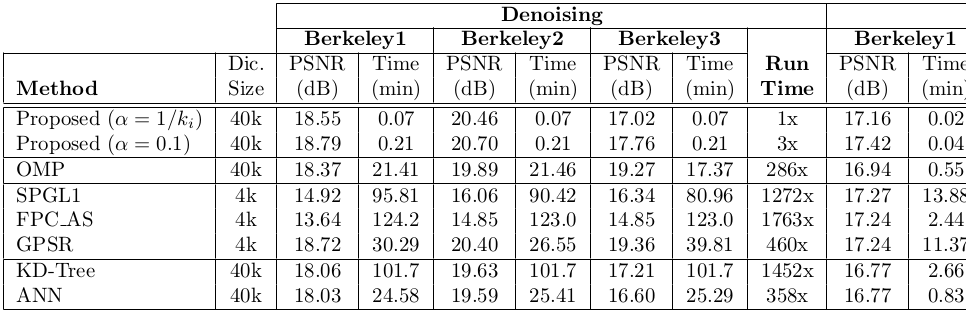 Denoising
Berkeley1 Berkeley2 Berkeley3 Berkeley1
Dic. PSNR Time PSNR Time PSNR Time Run PSNR Time
Method Size (dB) (min) (dB) (min) (dB) (min) Time (dB) (min)
Proposed (α = 1/k_i) 40k 18.55 0.07 20.46 0.07 17.02 0.07 1x 17.16 0.02
Proposed (α = 0.1) 40k 18.79 0.21 20.70 0.21 17.76 0.21 3x 17.42 0.04
OMP 40k 18.37 21.41 19.89 21.46 19.27 17.37 286x 16.94 0.55
SPGL1 4k 14.92 95.81 16.06 90.42 16.34 80.96 1272x 17.27 13.88
FPC_AS 4k 13.64 124.2 14.85 123.0 14.85 123.0 1763x 17.24 2.44
GPSR 4k 18.72 30.29 20.40 26.55 19.36 39.81 460x 17.24 11.37
KD-Tree 40k 18.06 101.7 19.63 101.7 17.21 101.7 1452x 16.77 2.66
ANN 40k 18.03 24.58 19.59 25.41 16.60 25.29 358x 16.77 0.83